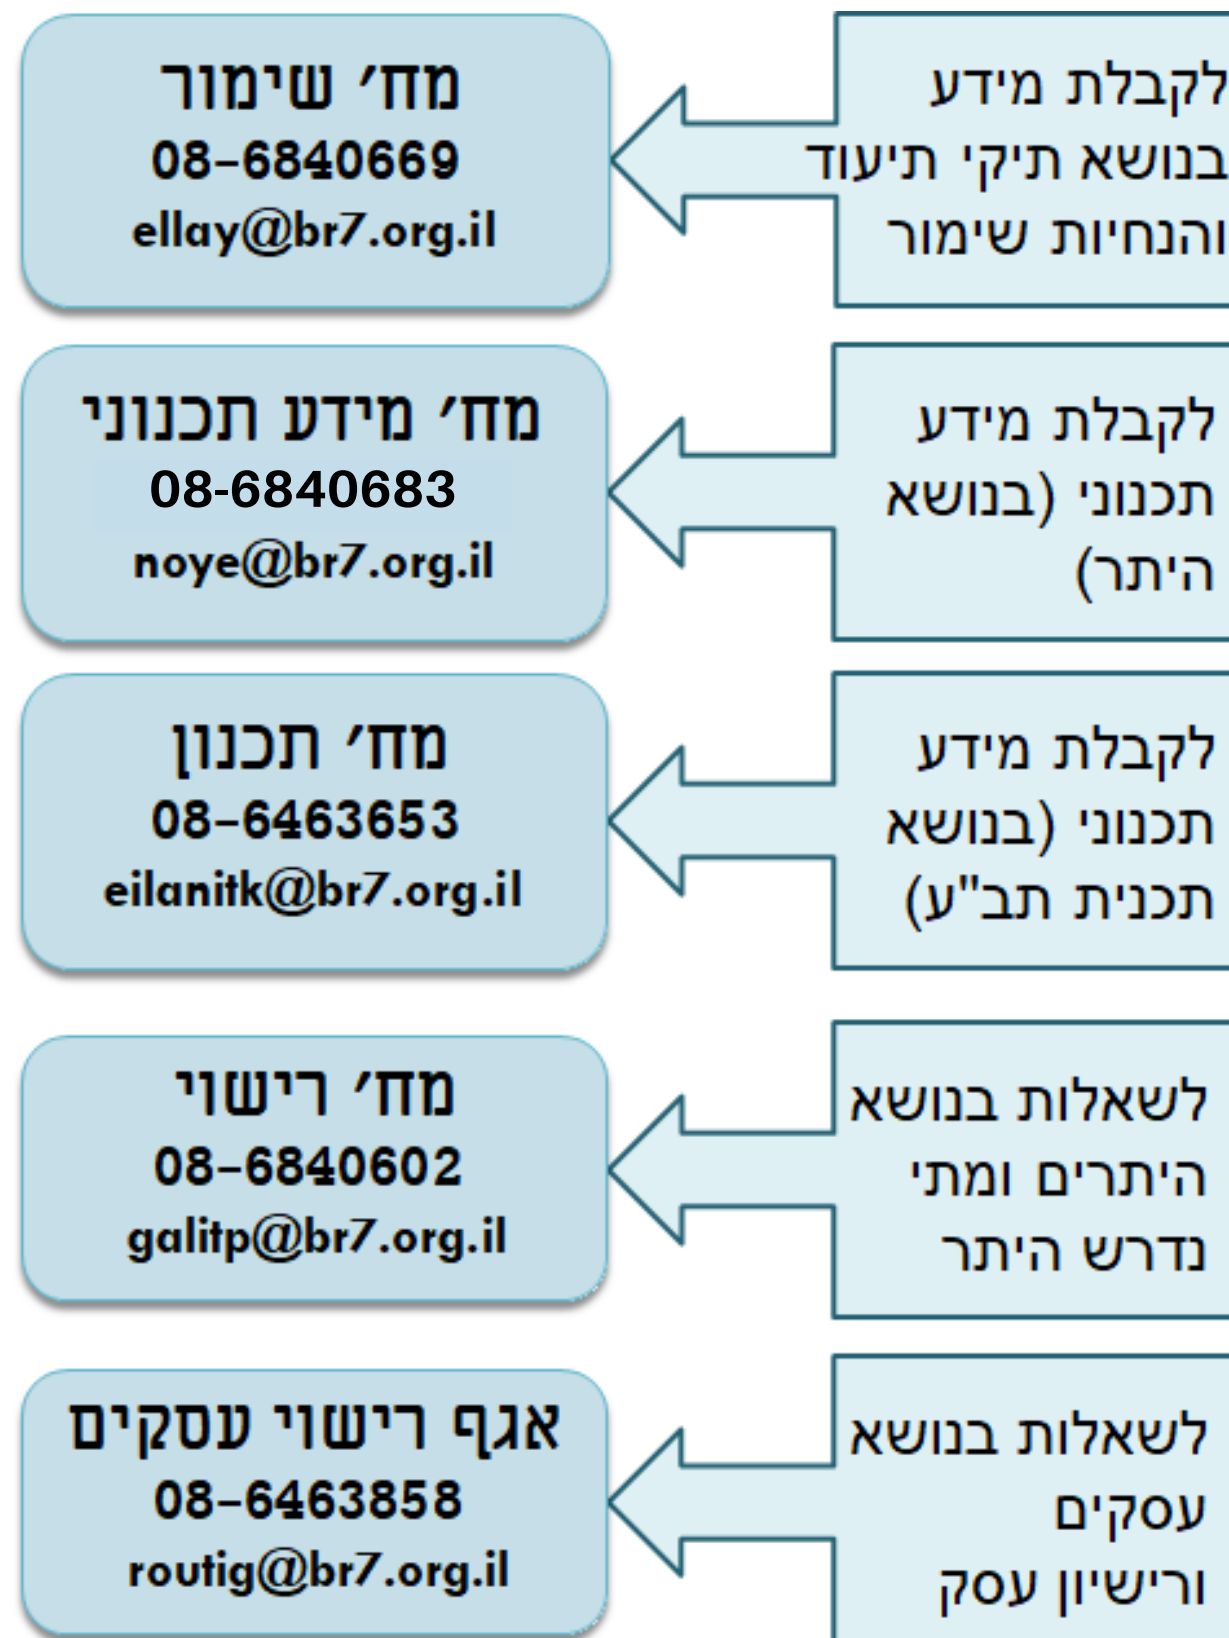 לקבלת מידע
בנושא תיקי תיעוד
והנחיות שימור
מח' שימור
08-6840669
ellay@br7.org.il
לקבלת מידע
תכנוני (בנושא
היתר)
מח' מידע תכנוני
08-6840683
noye@br7.org.il
לקבלת מידע
תכנוני (בנושא
תכנית תב"ע)
מח' תכנון
08-6463653
eilanitk@br7.org.il
לשאלות בנושא
היתרים ומתי
נדרש היתר
מח' רישוי
08-6840602
galitp@br7.org.il
לשאלות בנושא
עסקים
ורישיון עסק
אגף רישוי עסקים
08-6463858
routig@br7.org.il